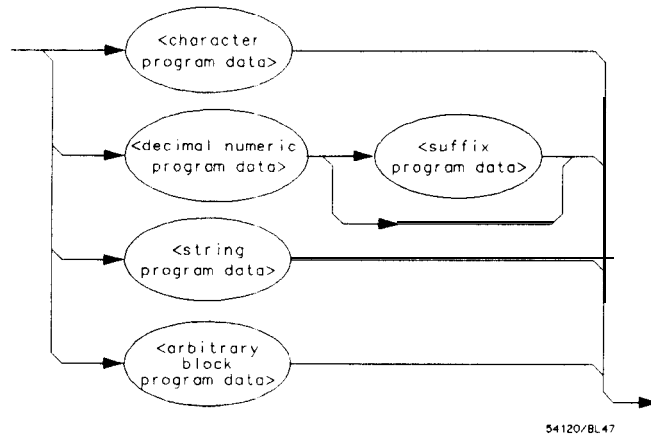 <character
program data>
<decimal numeric
program data>
<suffix
program data>
<string
program data>
<arbitrary
block
program data>
54120/BL47